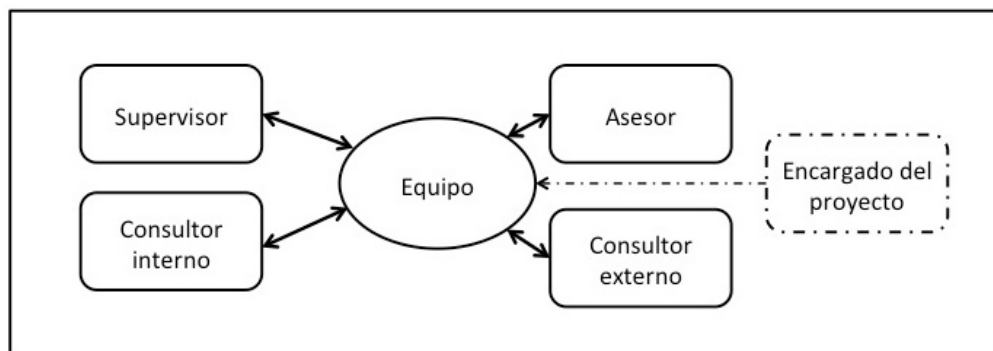 Supervisor
Asesor
Equipo
Encargado del
proyecto
Consultor
interno
Consultor
externo